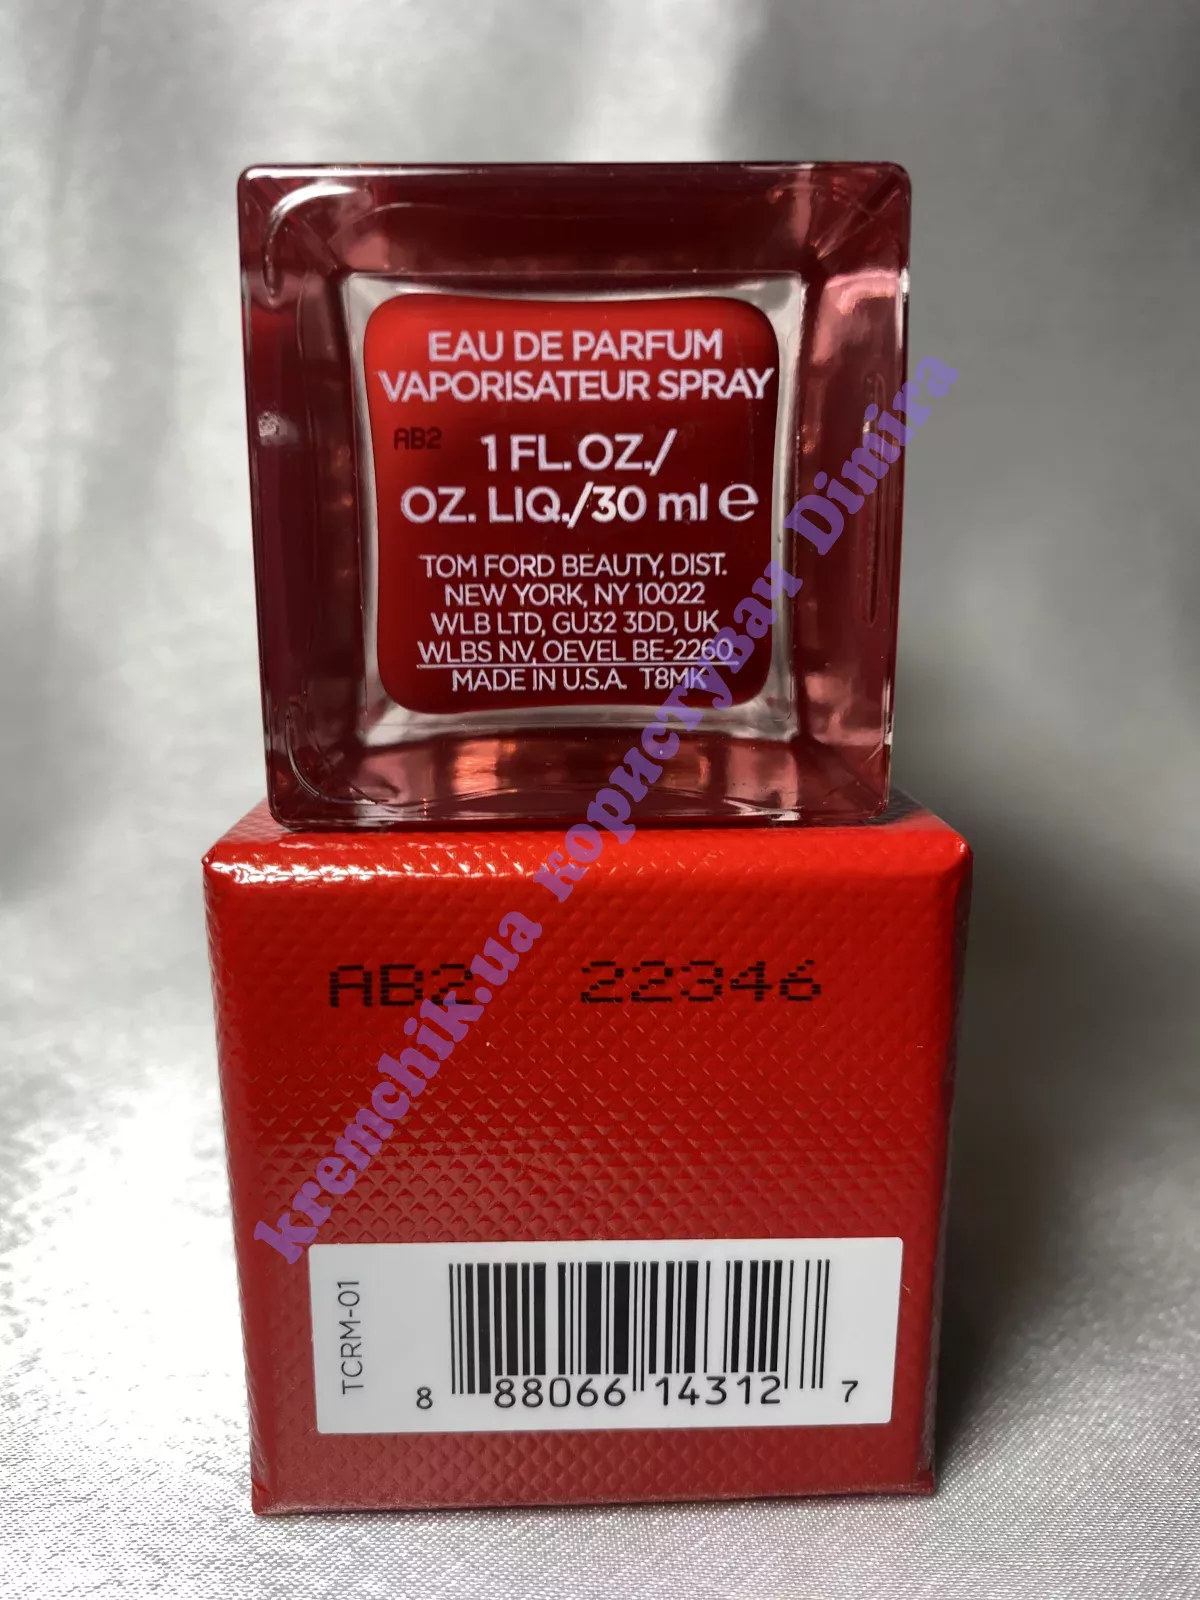 EAU DE PARFUM
VAPORISATEUR SPRAY
AB2
1 FL. OZ./
OZ. LIQ./30 ml e
TOM FORD BEAUTY, DIST.
NEW YORK, NY 10022
WLB LTD, GU32 3DD, UK
WLBS NV, OEVEL BE-2260
MADE IN U.S.A. T8MK
AB2 22346
kremchik.ua користувач Dimira
TCRM-01
8 88066 14312 7